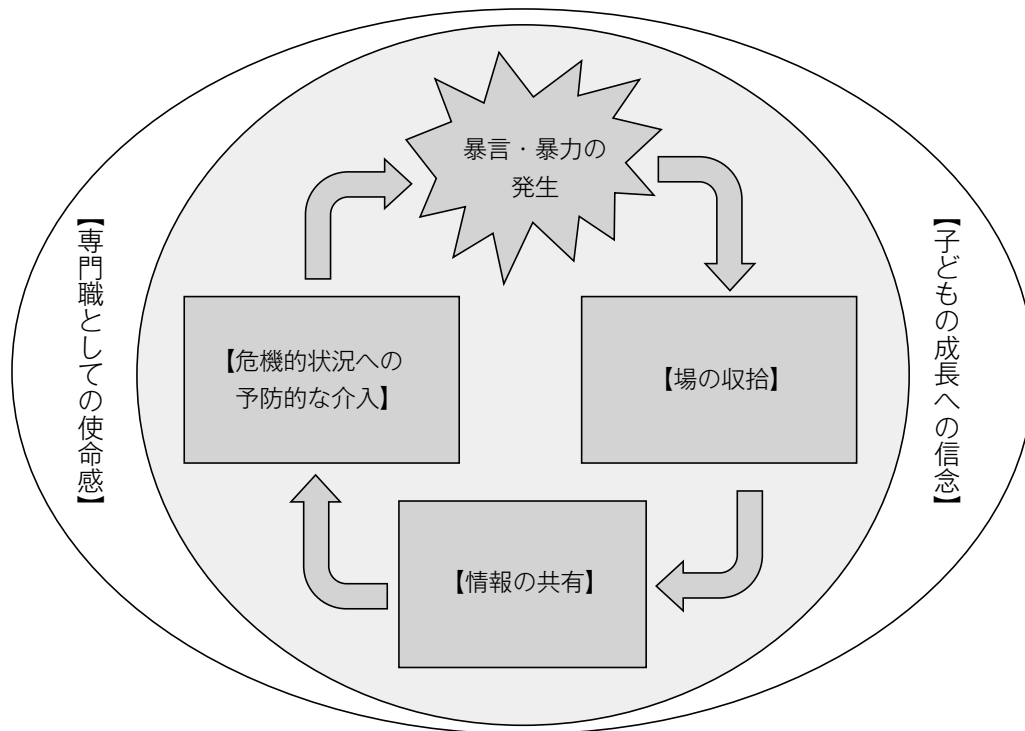 暴言・暴力の
発生
【専門職としての使命感】
【子どもの成長への信念】
【危機的状況への
予防的な介入】
【場の収拾】
【情報の共有】